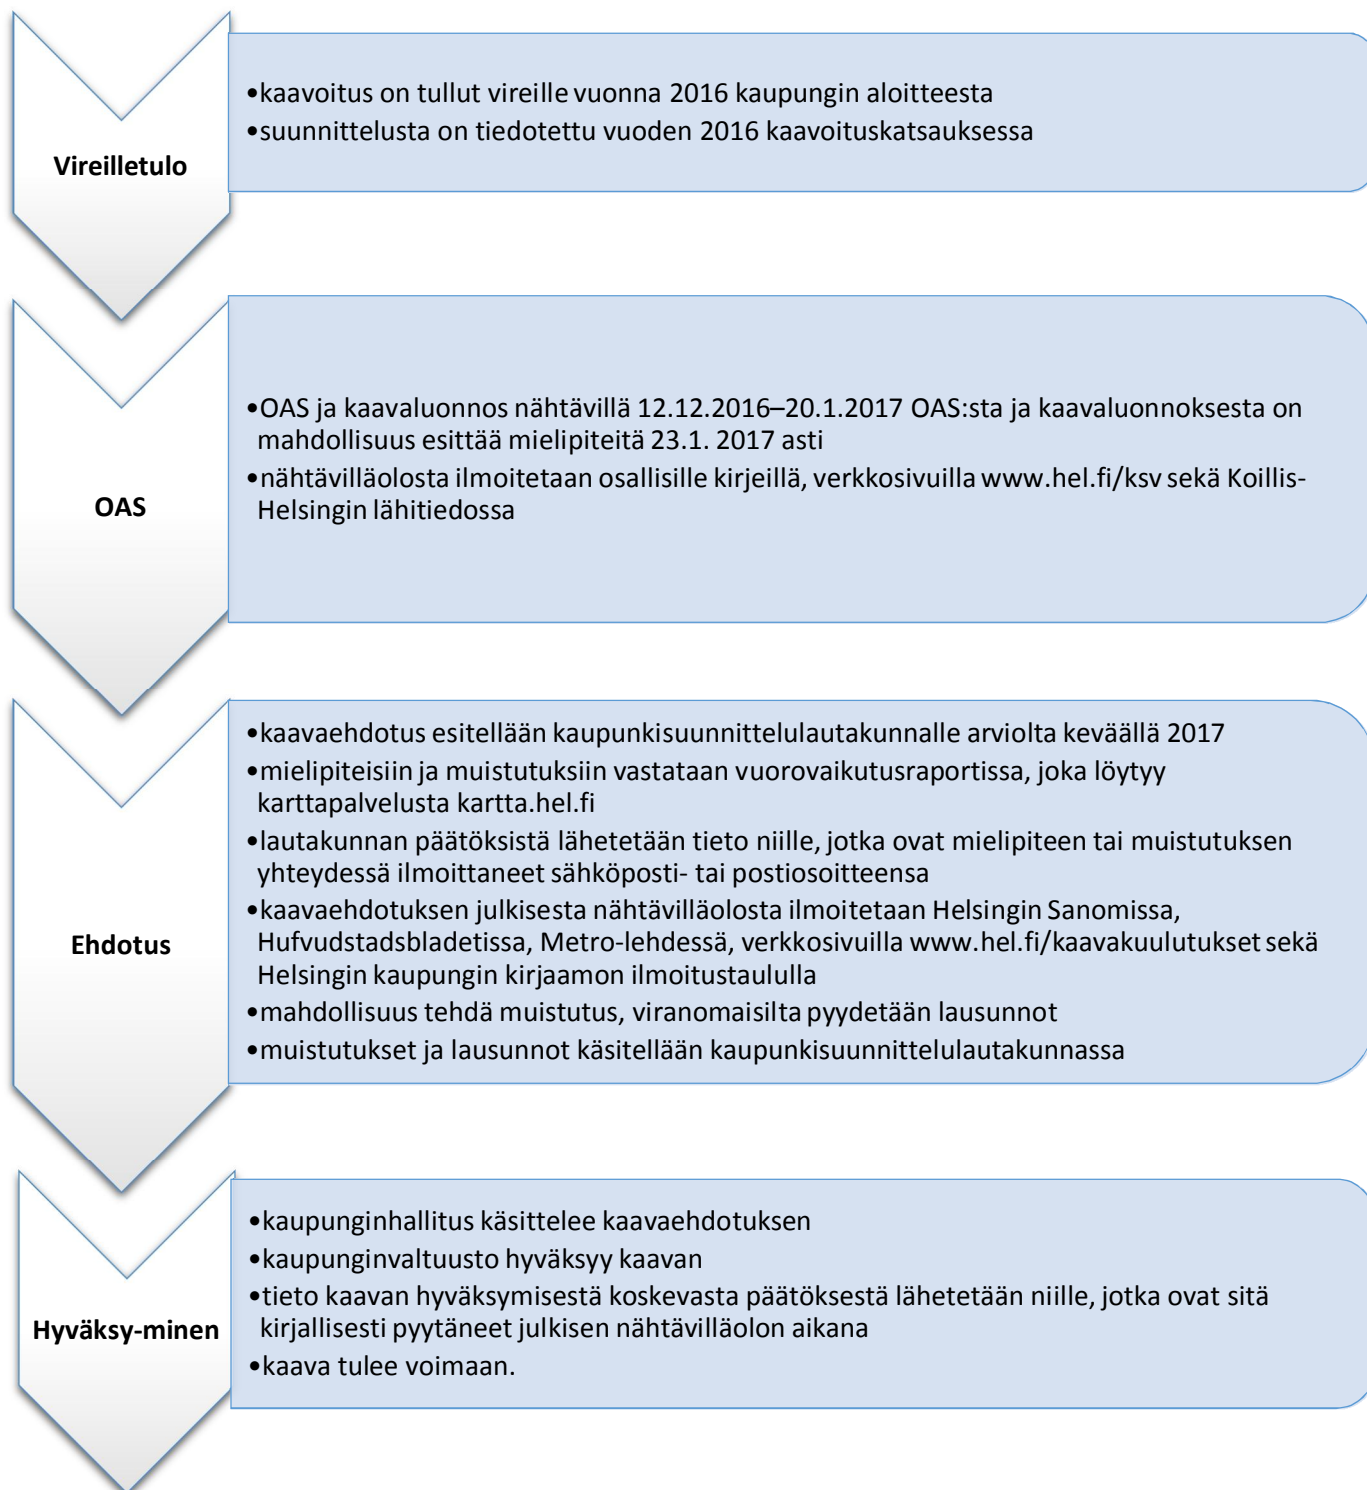 Vireilletulo
•kaavoitus on tullut vireille vuonna 2016 kaupungin aloitteesta
•suunnittelusta on tiedotettu vuoden 2016 kaavoituskatsauksessa
OAS
•OAS ja kaavaluonnos nähtävillä 12.12.2016–20.1.2017 OAS:sta ja kaavaluonnoksesta on
mahdollisuus esittää mielipiteitä 23.1. 2017 asti
•nähtävilläolosta ilmoitetaan osallisille kirjeillä, verkkosivuilla www.hel.fi/ksv sekä Koillis-
Helsingin lähitiedossa
Ehdotus
•kaavaehdotus esitellään kaupunkisuunnittelulautakunnalle arviolta keväällä 2017
•mielipiteisiin ja muistutuksiin vastataan vuorovaikutusraportissa, joka löytyy
karttapalvelusta kartta.hel.fi
•lautakunnan päätöksistä lähetetään tieto niille, jotka ovat mielipiteen tai muistutuksen
yhteydessä ilmoittaneet sähköposti- tai postiosoitteensa
•kaavaehdotuksen julkisesta nähtävilläolosta ilmoitetaan Helsingin Sanomissa,
Hufvudstadsbladetissa, Metro-lehdessä, verkkosivuilla www.hel.fi/kaavakuulutukset sekä
Helsingin kaupungin kirjaamon ilmoitustaululla
•mahdollisuus tehdä muistutus, viranomaisilta pyydetään lausunnot
•muistutukset ja lausunnot käsitellään kaupunkisuunnittelulautakunnassa
Hyväksy-minen
•kaupunginhallitus käsittelee kaavaehdotuksen
•kaupunginvaltuusto hyväksyy kaavan
•tieto kaavan hyväksymisestä koskevasta päätöksestä lähetetään niille, jotka ovat sitä
kirjallisesti pyytäneet julkisen nähtävilläolon aikana
•kaava tulee voimaan.